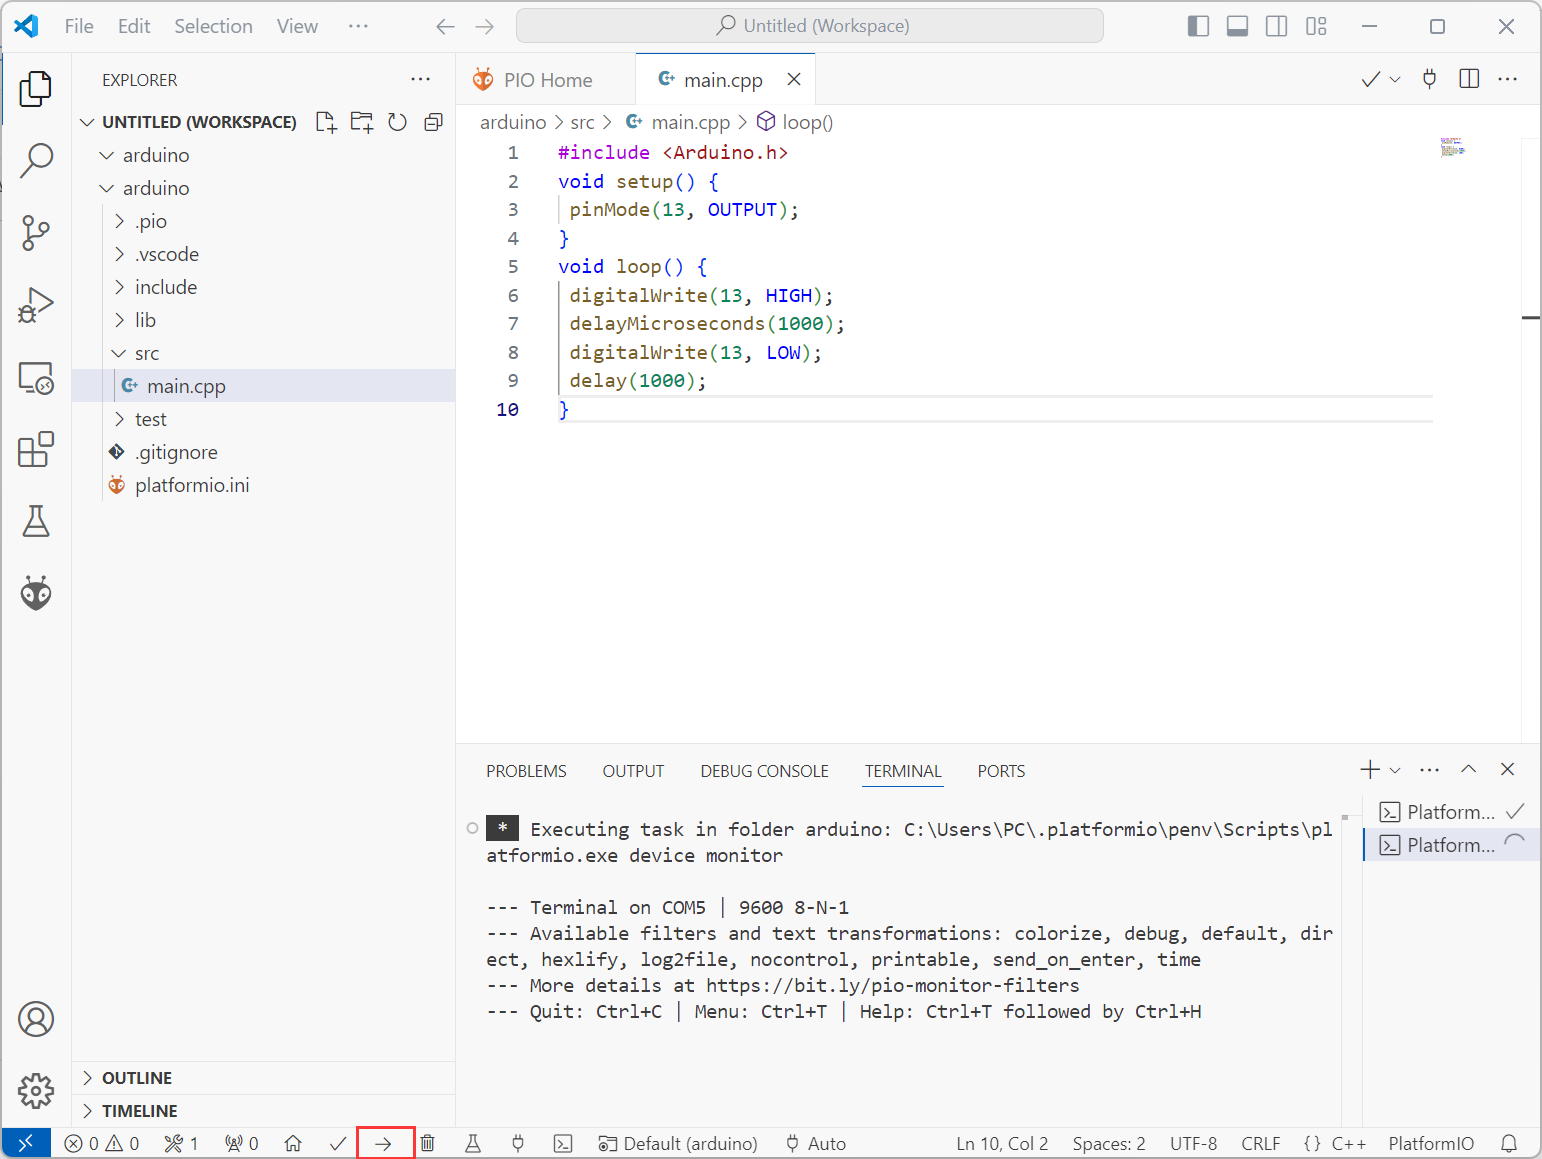 File Edit Selection View ··· Untitled (Workspace)
EXPLORER ···
PIO Home main.cpp
UNTITLED (WORKSPACE)
arduino > src > main.cpp > loop()
arduino
arduino
.pio
.vscode
include
lib
src
main.cpp
test
.gitignore
platformio.ini
1 #include <Arduino.h>
2 void setup() {
3 pinMode(13, OUTPUT);
4 }
5 void loop() {
6 digitalWrite(13, HIGH);
7 delayMicroseconds(1000);
8 digitalWrite(13, LOW);
9 delay(1000);
10 }
PROBLEMS OUTPUT DEBUG CONSOLE TERMINAL PORTS
* Executing task in folder arduino: C:\Users\PC\.platformio\penv\Scripts\pl
atformio.exe device monitor
--- Terminal on COM5 | 9600 8-N-1
--- Available filters and text transformations: colorize, debug, default, dir
ect, hexlify, log2file, nocontrol, printable, send_on_enter, time
--- More details at https://bit.ly/pio-monitor-filters
--- Quit: Ctrl+C | Menu: Ctrl+T | Help: Ctrl+T followed by Ctrl+H
Platform...
Platform...
OUTLINE
TIMELINE
0 0 1 0 Default (arduino) Auto Ln 10, Col 2 Spaces: 2 UTF-8 CRLF {} C++ PlatformIO